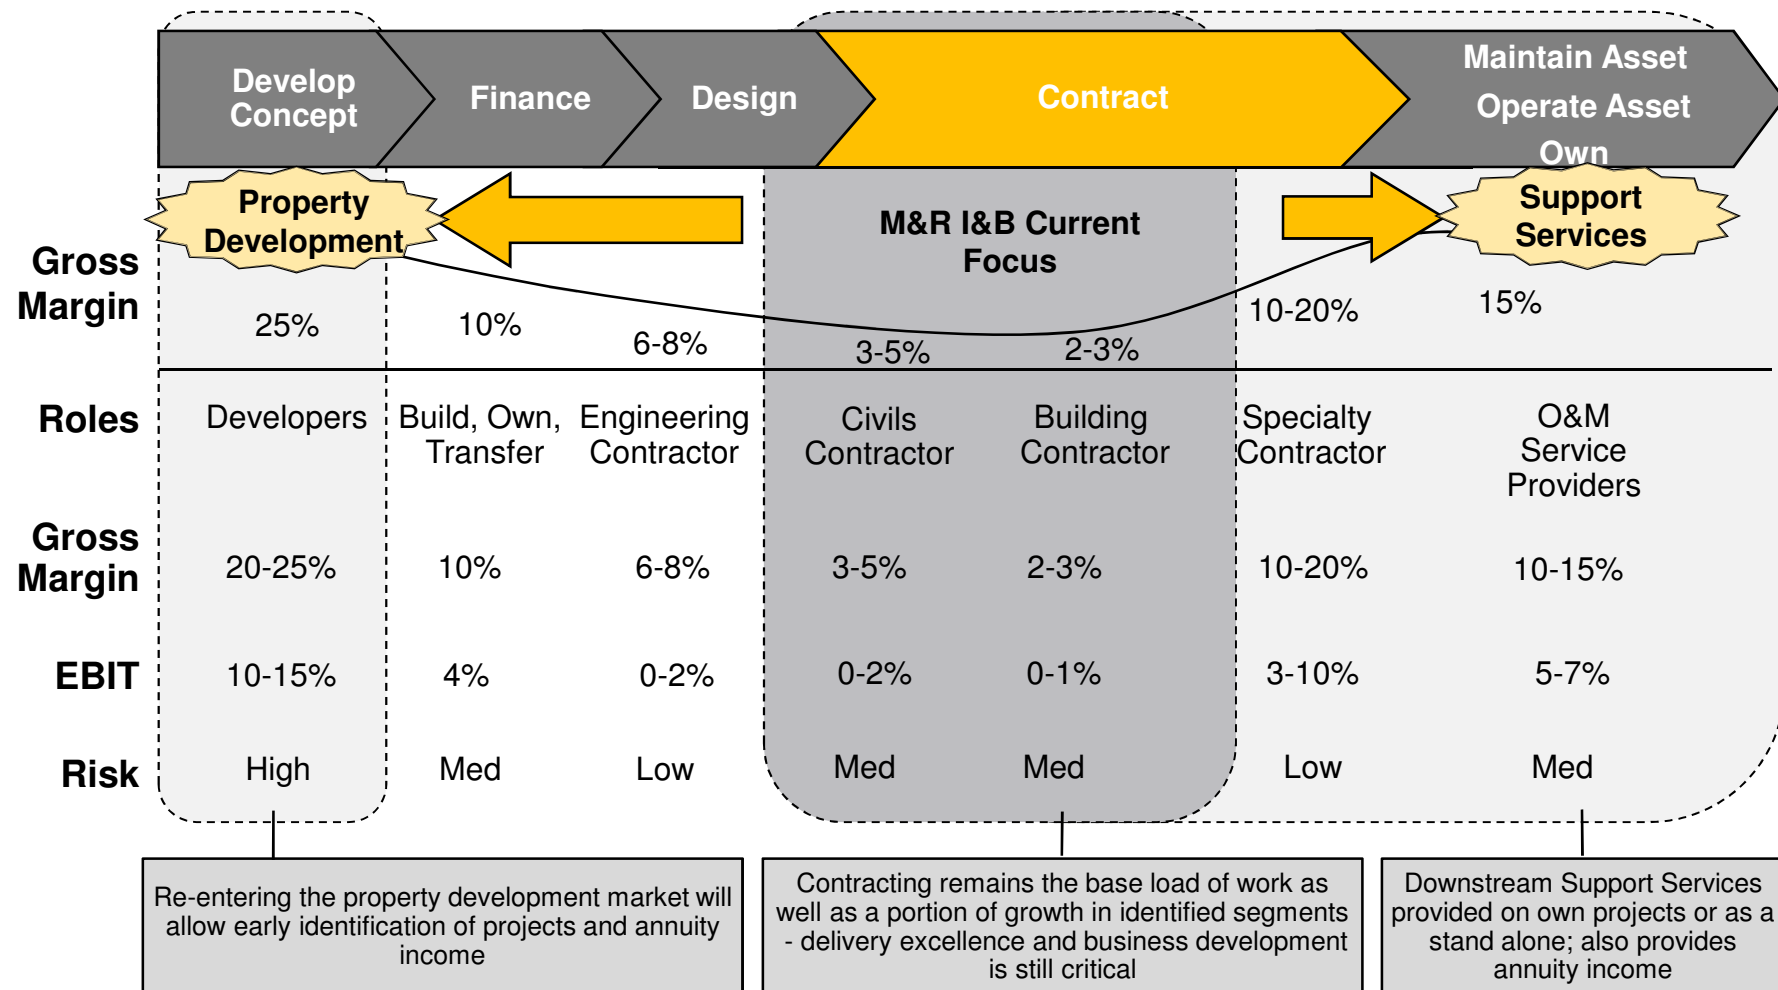 Develop
Concept
Finance
Design
Contract
Maintain Asset
Operate Asset
Own
Property
Development
M&R I&B Current
Focus
Support
Services
Gross
Margin
25%
10%
6-8%
3-5%
2-3%
10-20%
15%
Roles
Developers
Build, Own,
Transfer
Engineering
Contractor
Civils
Contractor
Building
Contractor
Specialty
Contractor
O&M
Service
Providers
Gross
Margin
20-25%
10%
6-8%
3-5%
2-3%
10-20%
10-15%
EBIT
10-15%
4%
0-2%
0-2%
0-1%
3-10%
5-7%
Risk
High
Med
Low
Med
Med
Low
Med
Re-entering the property development market will
allow early identification of projects and annuity
income
Contracting remains the base load of work as
well as a portion of growth in identified segments
- delivery excellence and business development
is still critical
Downstream Support Services
provided on own projects or as a
stand alone; also provides
annuity income